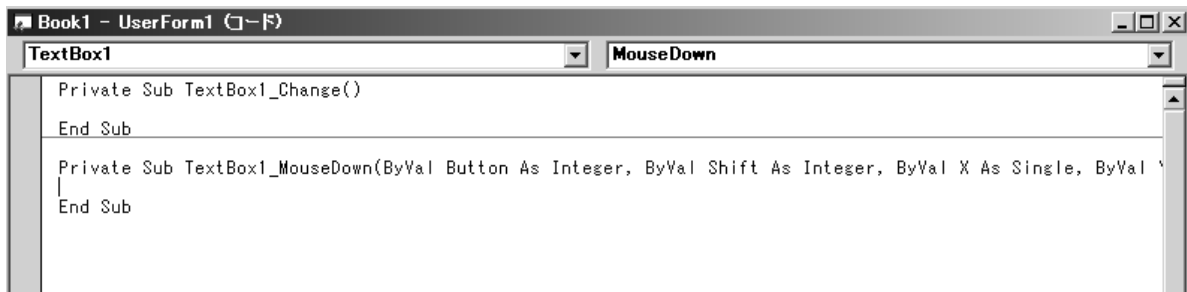 Book1 - UserForm1 (コード)
TextBox1 MouseDown
Private Sub TextBox1_Change()
End Sub
Private Sub TextBox1_MouseDown(ByVal Button As Integer, ByVal Shift As Integer, ByVal X As Single, ByVal
End Sub